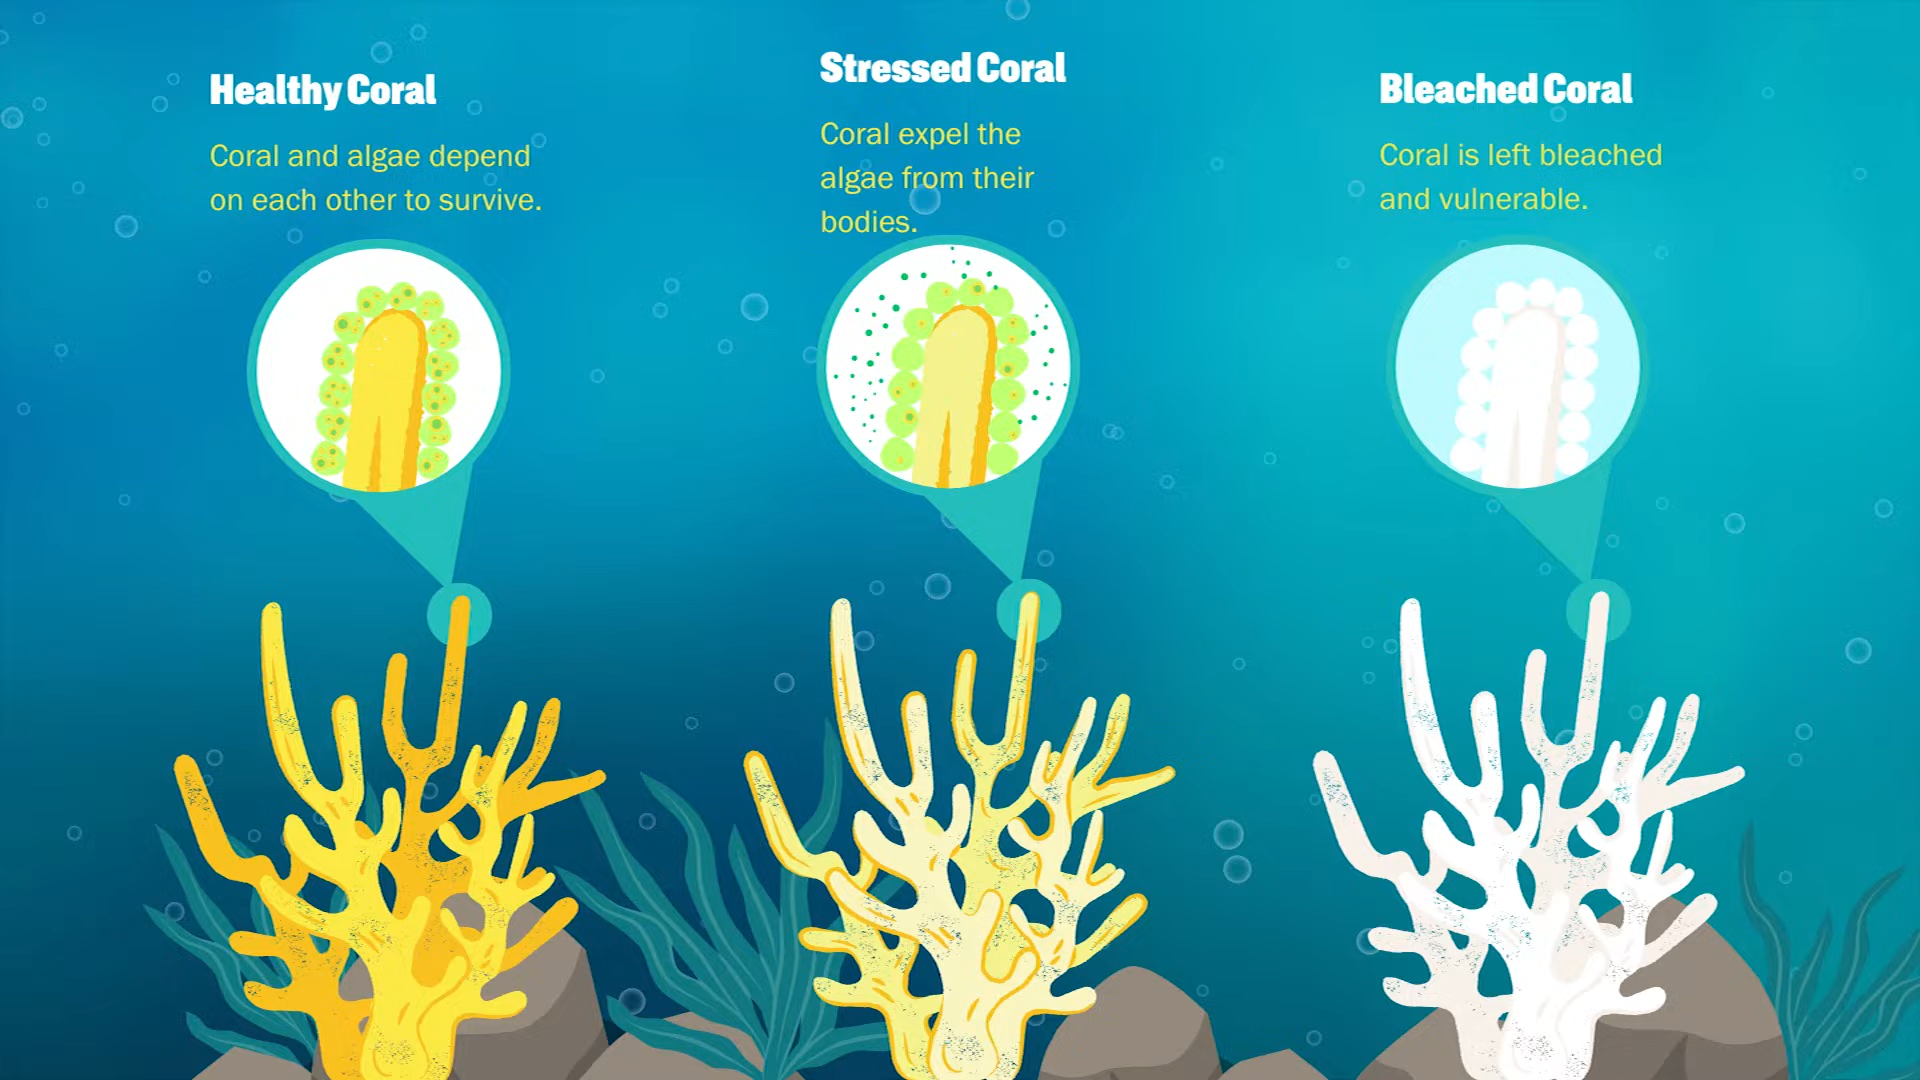 Healthy Coral
Coral and algae depend
on each other to survive.
Stressed Coral
Coral expel the
algae from their
bodies.
Bleached Coral
Coral is left bleached
and vulnerable.